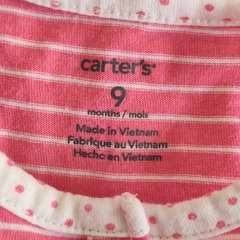 carter's®
9
months / mois
Made in Vietnam
Fabriqué au Vietnam
Hecho en Vietnam